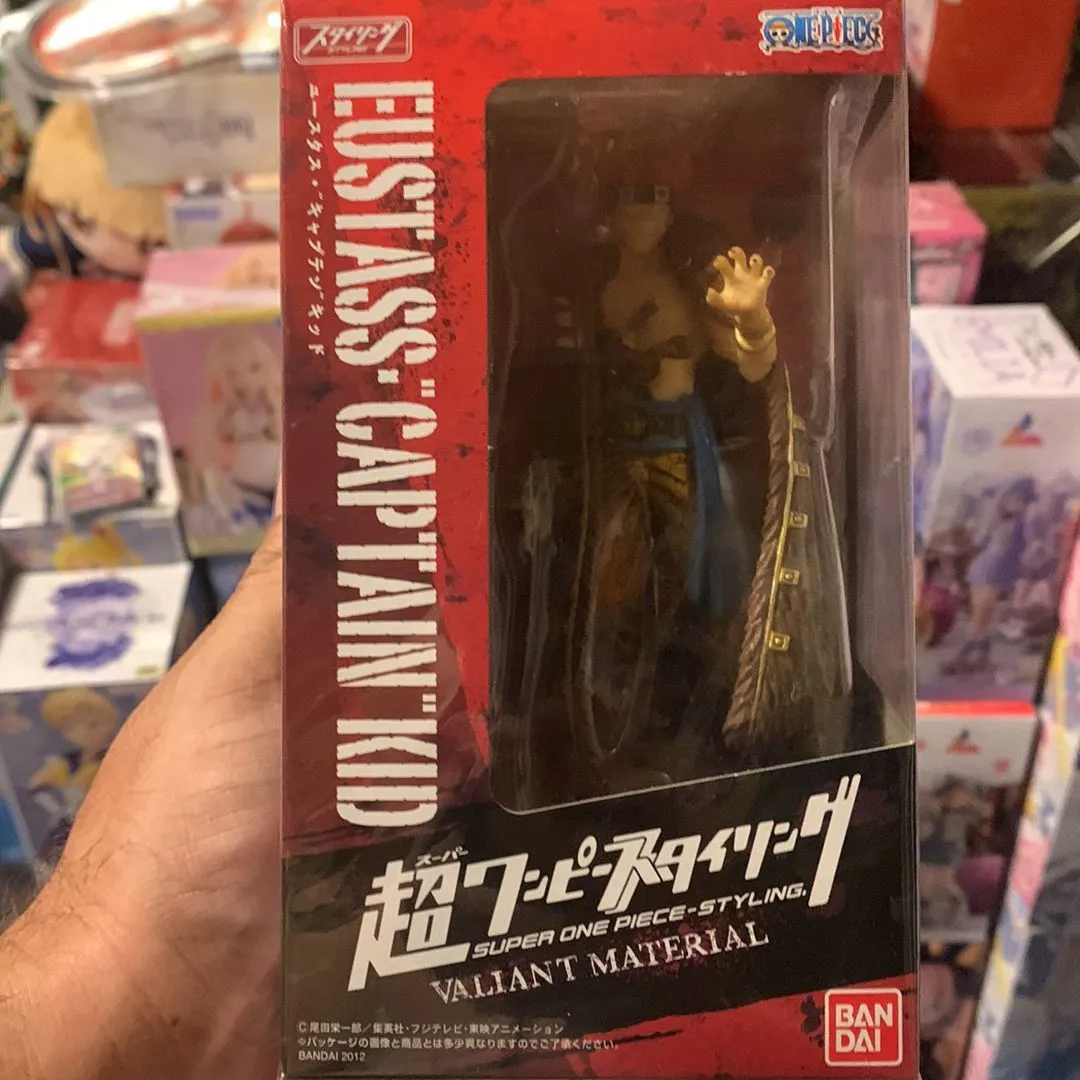 スタイリング
STYLING
ONE PIECE
EUSTASS・"CAPTAIN"KID
ユースタス・"キャプテン"キッド
スーパー
超ワンピーススタイリング
SUPER ONE PIECE-STYLING.
VALIANT MATERIAL
©尾田栄一郎／集英社・フジテレビ・東映アニメーション
※パッケージの画像と商品とは多少異なりますのでご了承ください。
BANDAI 2012
BAN
DAI